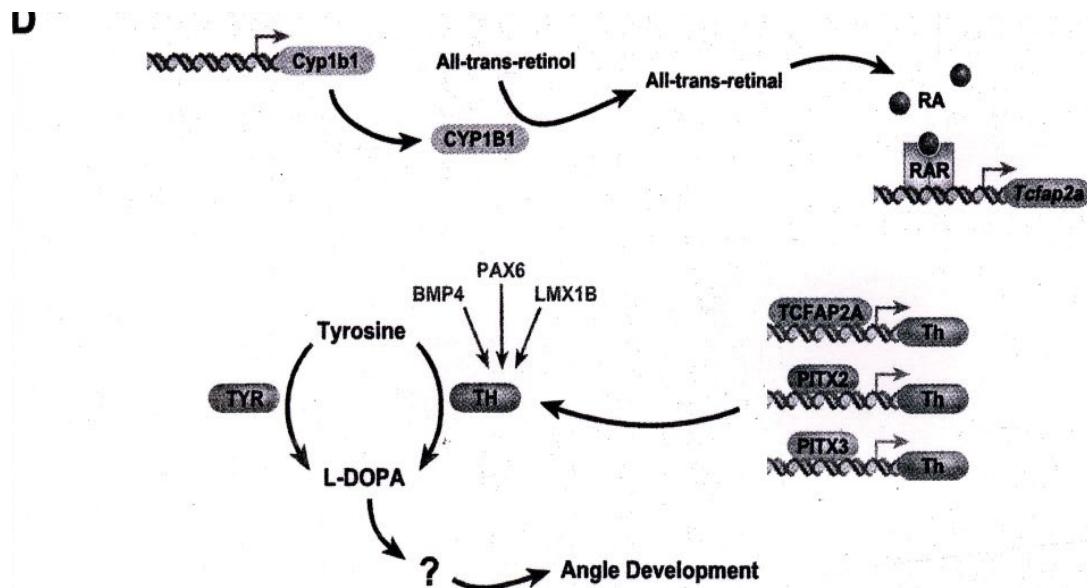 D
Cyp1b1
All-trans-retinol
All-trans-retinal
CYP1B1
RA
RAR
Tcfap2a
PAX6
BMP4
LMX1B
Tyrosine
TYR
TH
TCFAP2A
Th
PITX2
Th
PITX3
Th
L-DOPA
?
Angle Development